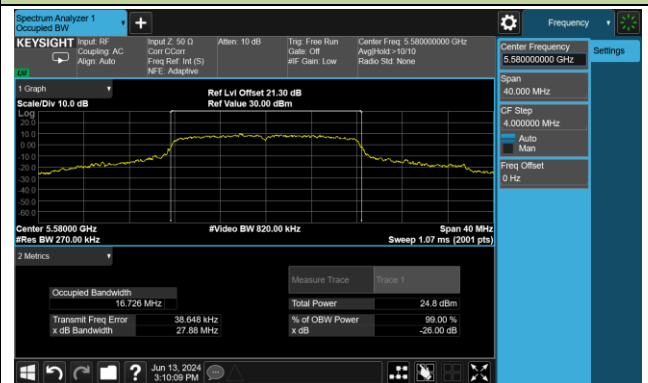 Spectrum Analyzer 1
Occupied BW
Frequency
KEYSIGHT
LXI
Input: RF
Coupling: AC
Align: Auto
Input Z: 50 Ω
Corr CCorr
Freq Ref: Int (S)
NFE: Adaptive
Atten: 10 dB
Trig: Free Run
Gate: Off
#IF Gain: Low
Center Freq: 5.580000000 GHz
Avg|Hold:>10/10
Radio Std: None
Center Frequency
5.580000000 GHz
Settings
Span
40.000 MHz
CF Step
4.000000 MHz
Auto
Man
Freq Offset
0 Hz
1 Graph
Scale/Div 10.0 dB
Ref Lvl Offset 21.30 dB
Ref Value 30.00 dBm
Log
20.0
10.0
0.00
-10.0
-20.0
-30.0
-40.0
-50.0
-60.0
Center 5.58000 GHz
#Res BW 270.00 kHz
#Video BW 820.00 kHz
Span 40 MHz
Sweep 1.07 ms (2001 pts)
2 Metrics
Measure Trace
Trace 1
Occupied Bandwidth
16.726 MHz
Total Power
24.8 dBm
Transmit Freq Error
38.648 kHz
% of OBW Power
99.00 %
x dB Bandwidth
27.88 MHz
x dB
-26.00 dB
?
Jun 13, 2024
3:10:09 PM